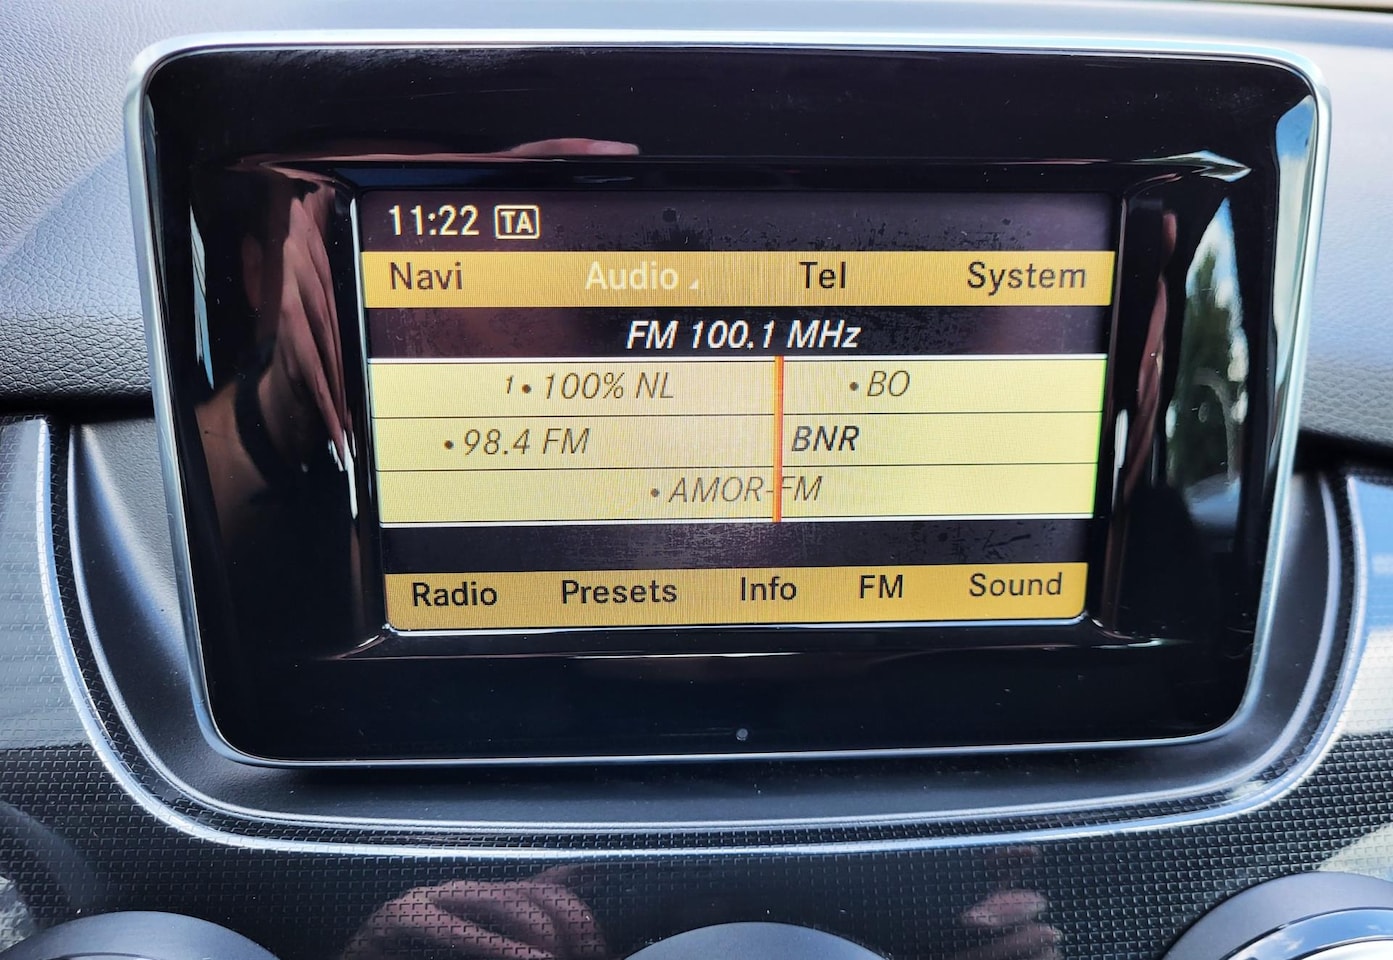 11:22 TA
Navi Audio Tel System
FM 100.1 MHz
1 • 100% NL • BO
• 98.4 FM BNR
• AMOR-FM
Radio Presets Info FM Sound